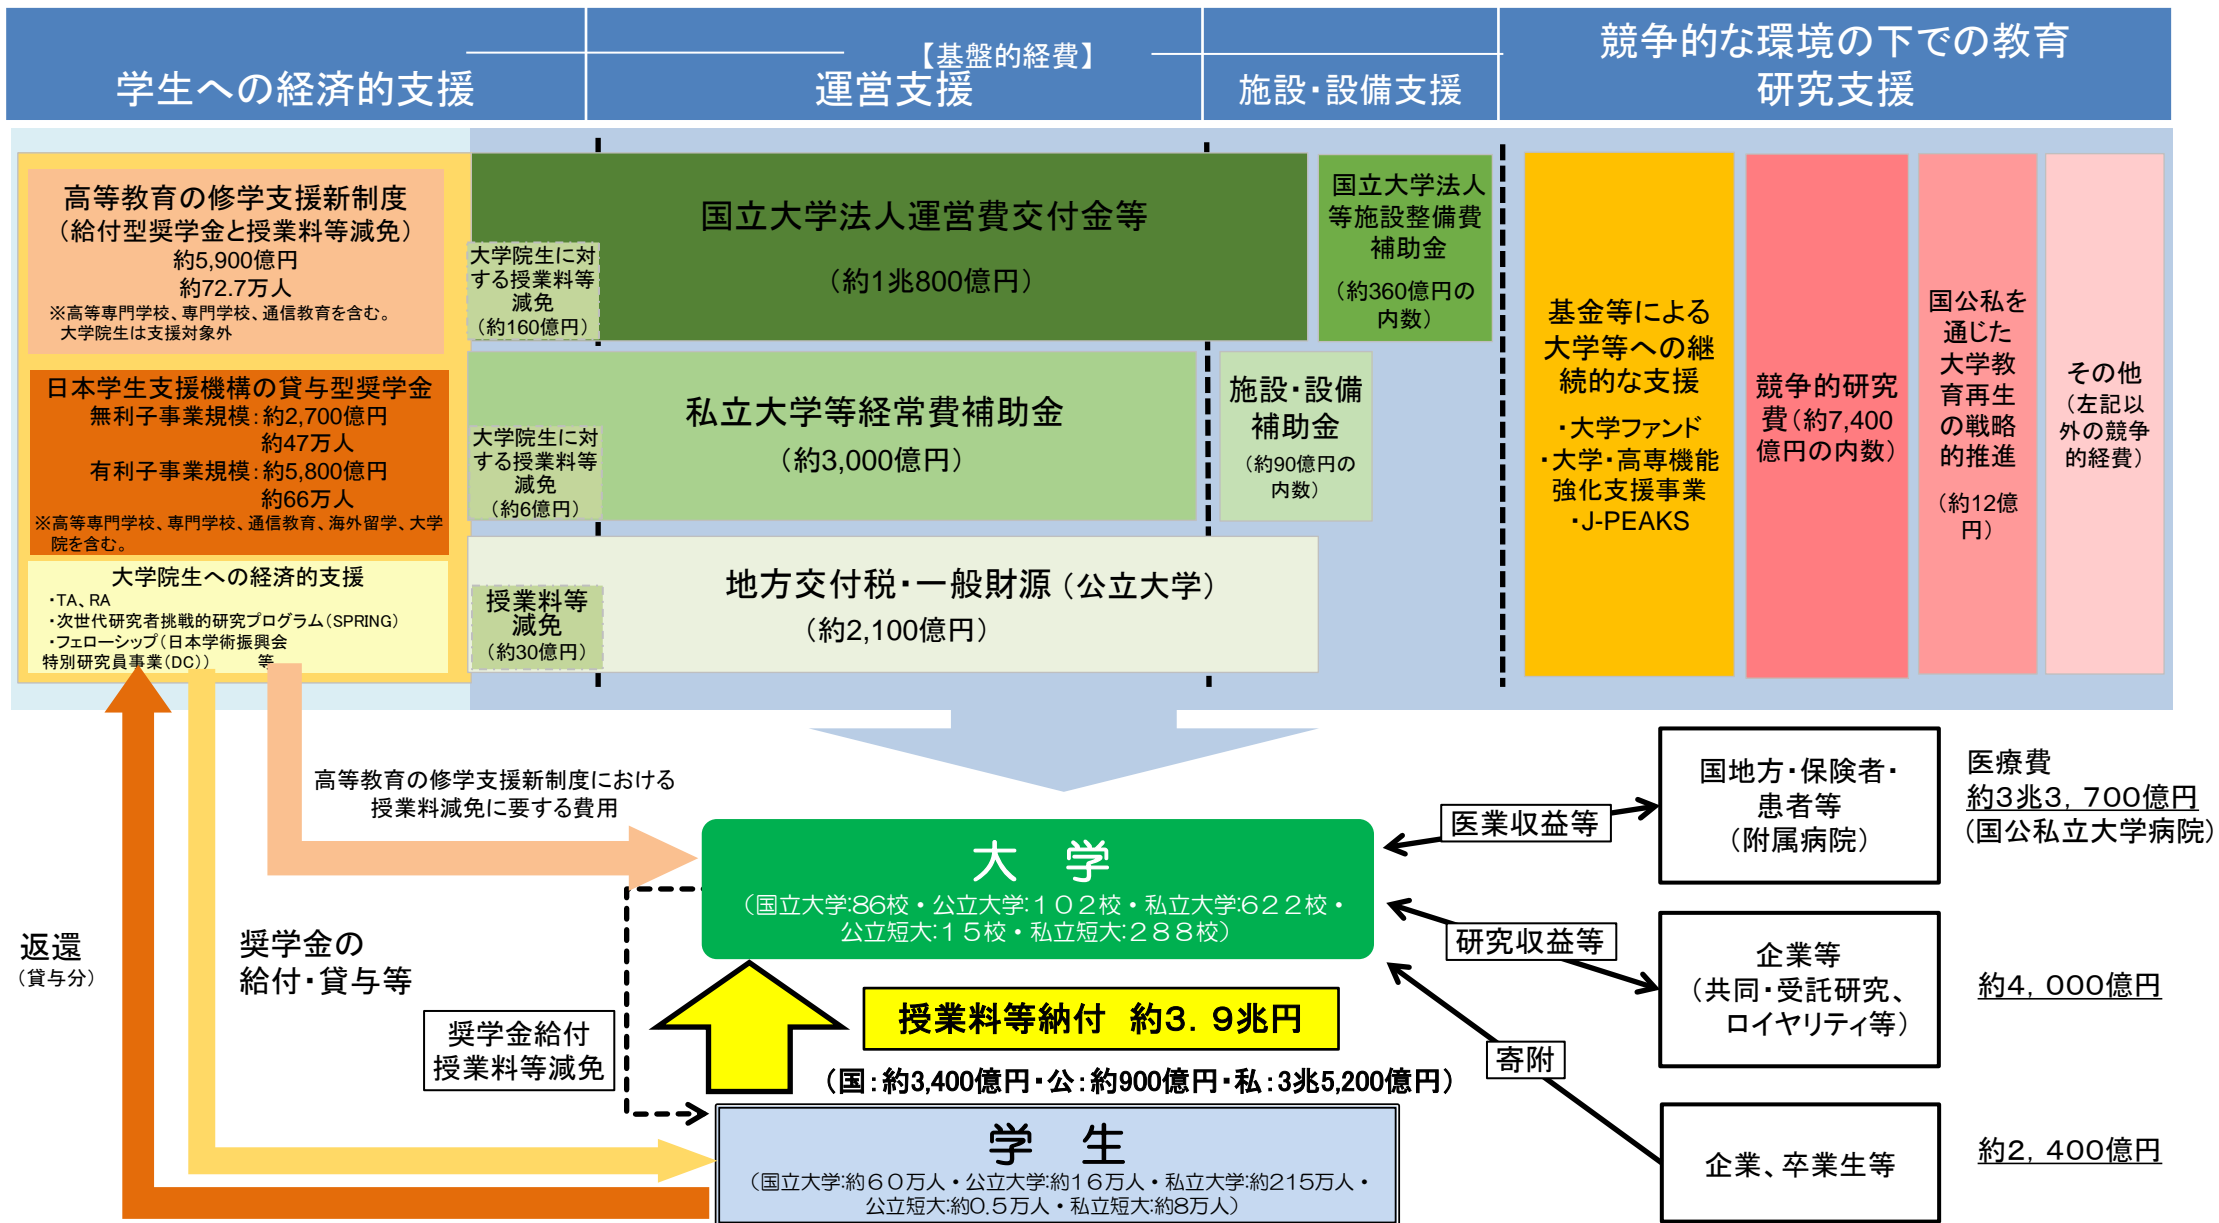 学生への経済的支援
【基盤的経費】
運営支援
施設・設備支援
競争的な環境の下での教育
研究支援
高等教育の修学支援新制度
（給付型奨学金と授業料等減免）
約5,900億円
約72.7万人
※高等専門学校、専門学校、通信教育を含む。
大学院生は支援対象外
日本学生支援機構の貸与型奨学金
無利子事業規模：約2,700億円
約47万人
有利子事業規模：約5,800億円
約66万人
※高等専門学校、専門学校、通信教育、海外留学、大学
院を含む。
大学院生への経済的支援
・TA、RA
・次世代研究者挑戦的研究プログラム（SPRING）
・フェローシップ（日本学術振興会
特別研究員事業（DC））　　等
大学院生に対
する授業料等
減免
（約160億円）
国立大学法人運営費交付金等
（約1兆800億円）
国立大学法人
等施設整備費
補助金
（約360億円の
内数）
大学院生に対
する授業料等
減免
（約6億円）
私立大学等経常費補助金
（約3,000億円）
施設・設備
補助金
（約90億円の
内数）
授業料等
減免
（約30億円）
地方交付税・一般財源（公立大学）
（約2,100億円）
基金等による
大学等への継
続的な支援
・大学ファンド
・大学・高専機能
強化支援事業
・J-PEAKS
競争的研究
費（約7,400
億円の内数）
国公私を
通じた
大学教
育再生
の戦略
的推進
（約12億
円）
その他
（左記以
外の競争
的経費）
高等教育の修学支援新制度における
授業料減免に要する費用
大　学
（国立大学:86校・公立大学:１０２校・私立大学:６２２校・
公立短大:１５校・私立短大:２８８校）
医業収益等
国地方・保険者・
患者等
（附属病院）
医療費
約３兆３，７００億円
（国公私立大学病院）
研究収益等
企業等
（共同・受託研究、
ロイヤリティ等）
約４，０００億円
寄附
企業、卒業生等
約２，４００億円
返還
（貸与分）
奨学金の
給付・貸与等
奨学金給付
授業料等減免
授業料等納付　約３．９兆円
（国：約3,400億円・公：約900億円・私：3兆5,200億円）
学　生
（国立大学:約６０万人・公立大学:約１６万人・私立大学:約215万人・
公立短大:約0.5万人・私立短大:約8万人）